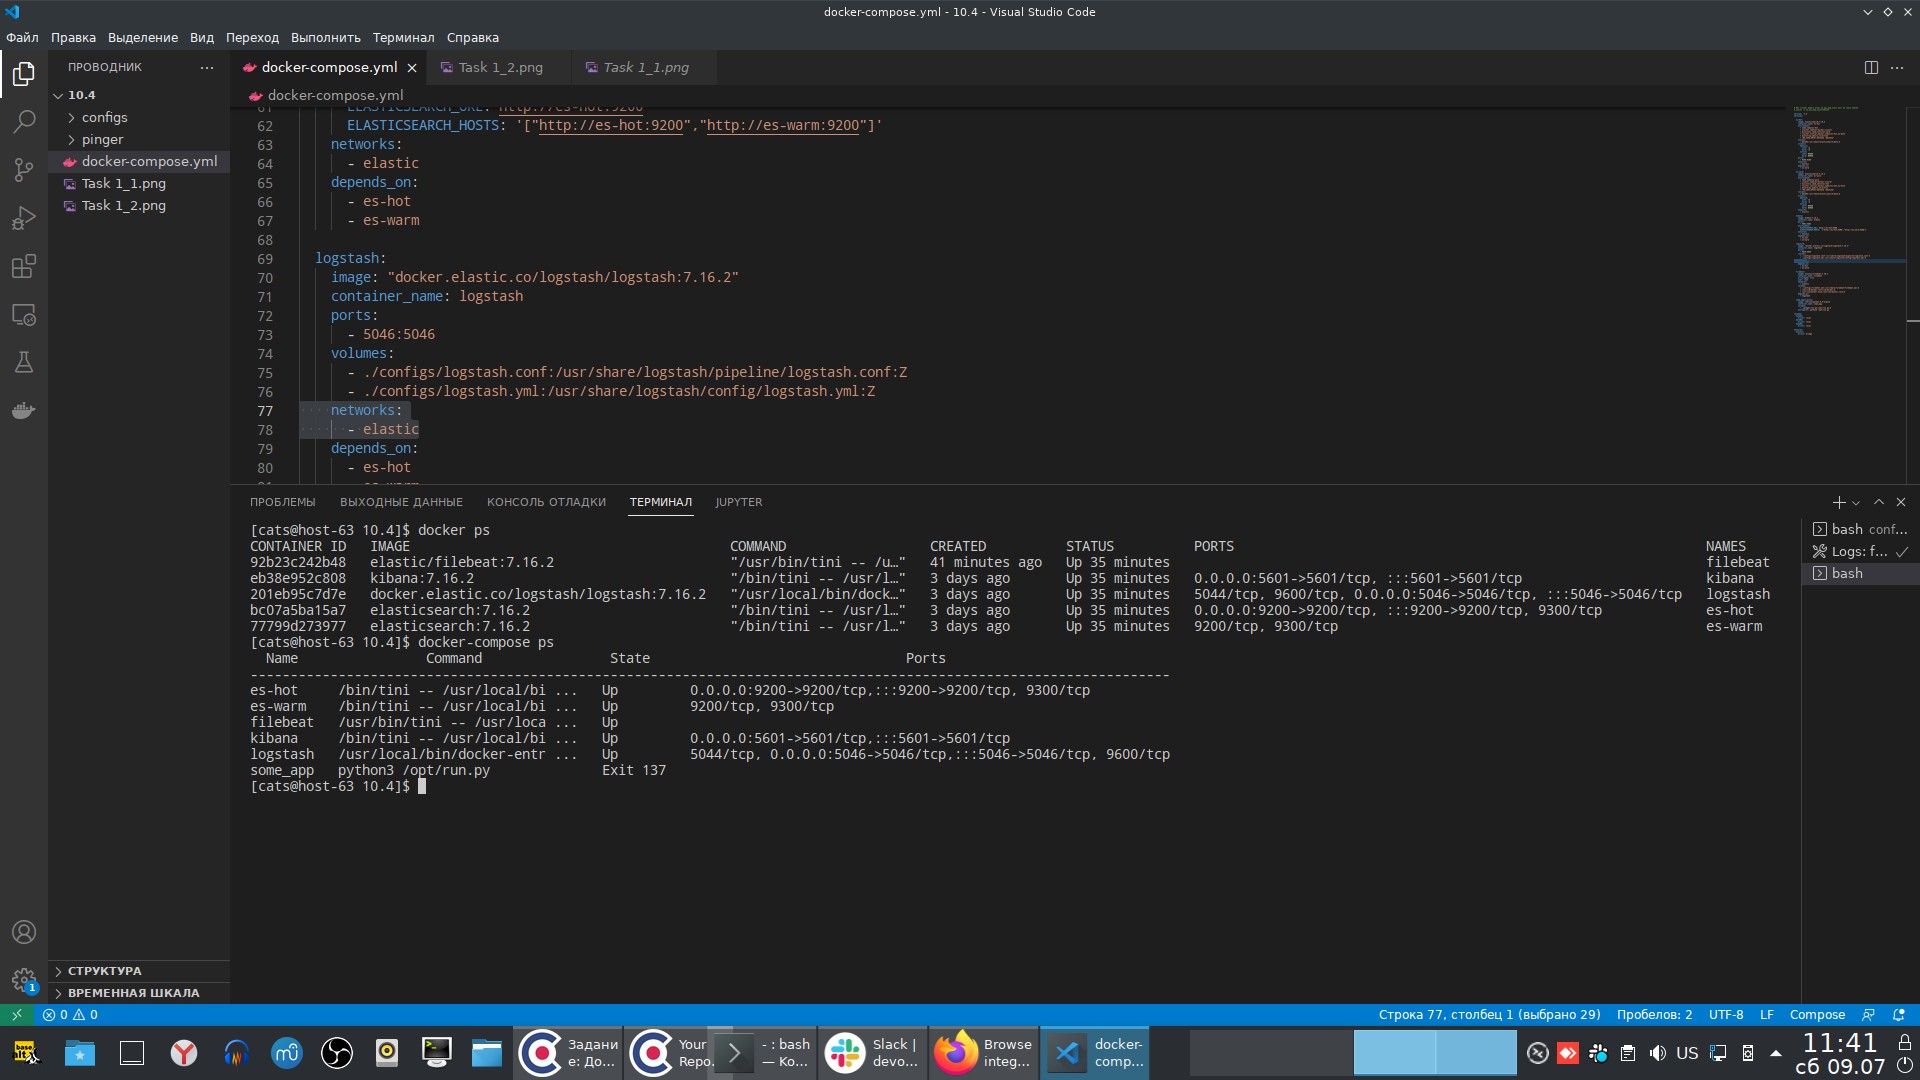 docker-compose.yml - 10.4 - Visual Studio Code
Файл Правка Выделение Вид Переход Выполнить Терминал Справка
ПРОВОДНИК
10.4
configs
pinger
docker-compose.yml
Task 1_1.png
Task 1_2.png
СТРУКТУРА
ВРЕМЕННАЯ ШКАЛА
docker-compose.yml Task 1_2.png Task 1_1.png
docker-compose.yml
61 ELASTICSEARCH_URL: http://es-hot:9200
62 ELASTICSEARCH_HOSTS: '["http://es-hot:9200","http://es-warm:9200"]'
63 networks:
64 - elastic
65 depends_on:
66 - es-hot
67 - es-warm
68
69 logstash:
70 image: "docker.elastic.co/logstash/logstash:7.16.2"
71 container_name: logstash
72 ports:
73 - 5046:5046
74 volumes:
75 - ./configs/logstash.conf:/usr/share/logstash/pipeline/logstash.conf:Z
76 - ./configs/logstash.yml:/usr/share/logstash/config/logstash.yml:Z
77 networks:
78 - elastic
79 depends_on:
80 - es-hot
81 - es-warm
ПРОБЛЕМЫ ВЫХОДНЫЕ ДАННЫЕ КОНСОЛЬ ОТЛАДКИ ТЕРМИНАЛ JUPYTER
[cats@host-63 10.4]$ docker ps
CONTAINER ID IMAGE COMMAND CREATED STATUS PORTS NAMES
92b23c242b48 elastic/filebeat:7.16.2 "/usr/bin/tini -- /u…" 41 minutes ago Up 35 minutes filebeat
eb38e952c808 kibana:7.16.2 "/bin/tini -- /usr/l…" 3 days ago Up 35 minutes 0.0.0.0:5601->5601/tcp, :::5601->5601/tcp kibana
201eb95c7d7e docker.elastic.co/logstash/logstash:7.16.2 "/usr/local/bin/dock…" 3 days ago Up 35 minutes 5044/tcp, 9600/tcp, 0.0.0.0:5046->5046/tcp, :::5046->5046/tcp logstash
bc07a5ba15a7 elasticsearch:7.16.2 "/bin/tini -- /usr/l…" 3 days ago Up 35 minutes 0.0.0.0:9200->9200/tcp, :::9200->9200/tcp, 9300/tcp es-hot
77799d273977 elasticsearch:7.16.2 "/bin/tini -- /usr/l…" 3 days ago Up 35 minutes 9200/tcp, 9300/tcp es-warm
[cats@host-63 10.4]$ docker-compose ps
Name Command State Ports
-------------------------------------------------------------------------------------------------------------------
es-hot /bin/tini -- /usr/local/bi ... Up 0.0.0.0:9200->9200/tcp,:::9200->9200/tcp, 9300/tcp
es-warm /bin/tini -- /usr/local/bi ... Up 9200/tcp, 9300/tcp
filebeat /usr/bin/tini -- /usr/loca ... Up
kibana /bin/tini -- /usr/local/bi ... Up 0.0.0.0:5601->5601/tcp,:::5601->5601/tcp
logstash /usr/local/bin/docker-entr ... Up 5044/tcp, 0.0.0.0:5046->5046/tcp,:::5046->5046/tcp, 9600/tcp
some_app python3 /opt/run.py Exit 137
[cats@host-63 10.4]$
bash conf...
Logs: f...
bash
1
0 0 Строка 77, столбец 1 (выбрано 29) Пробелов: 2 UTF-8 LF Compose
Задани
е: До...
Your
Repo.
- : bash
— Ko...
Slack |
devo...
Browse
integ...
docker-
comp...
US
11:41
сб 09.07